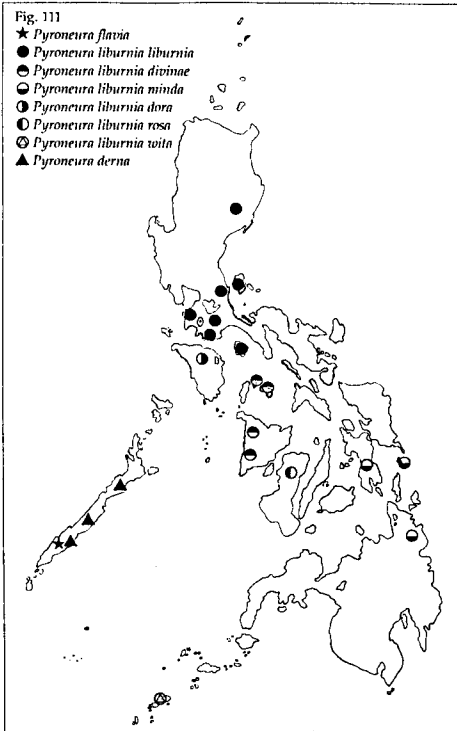 Fig. 111
Pyroneura flavia
Pyroneura liburnia liburnia
Pyroneura liburnia divinae
Pyroneura liburnia minda
Pyroneura liburnia dora
Pyroneura liburnia rosa
Pyroneura liburnia wita
Pyroneura derna